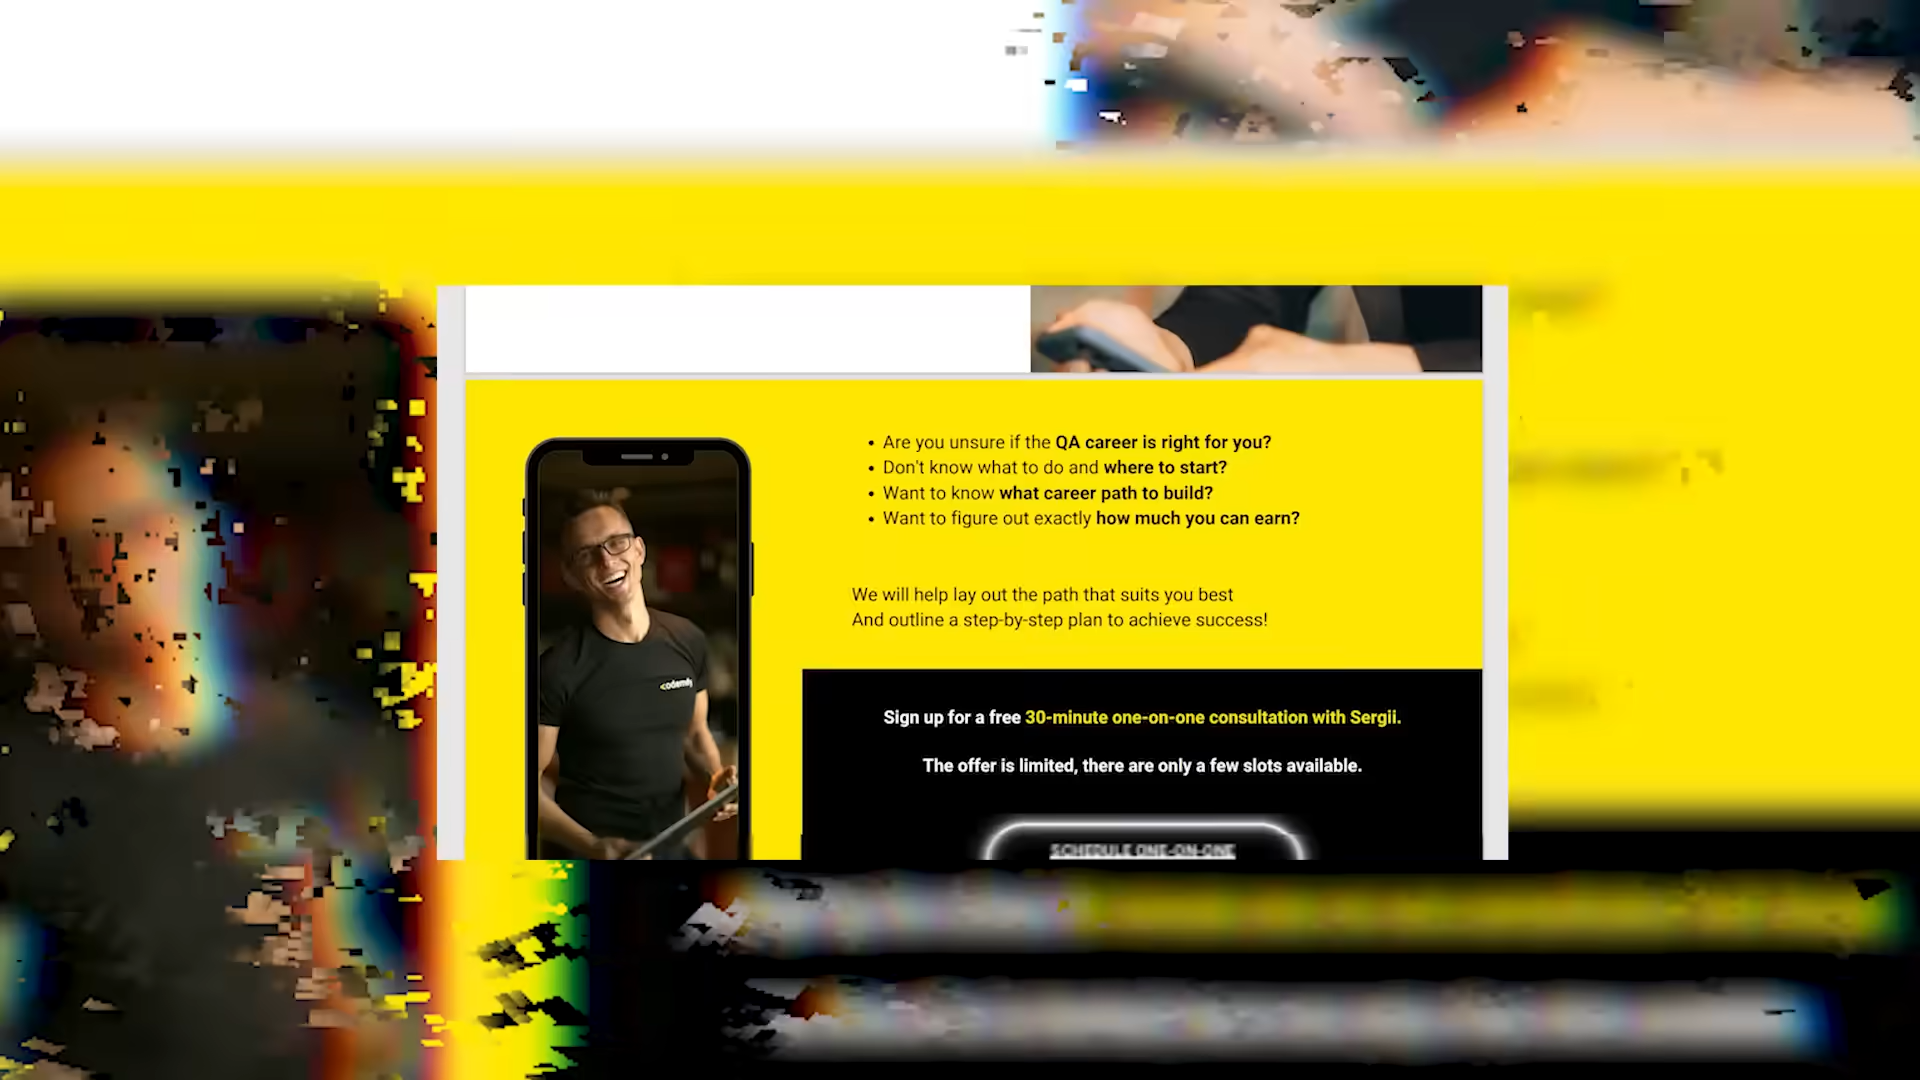 Are you unsure if the QA career is right for you?
Don't know what to do and where to start?
Want to know what career path to build?
Want to figure out exactly how much you can earn?
We will help lay out the path that suits you best
And outline a step-by-step plan to achieve success!
codemify
Sign up for a free 30-minute one-on-one consultation with Sergii.
The offer is limited, there are only a few slots available.
SCHEDULE ONE-ON-ONE